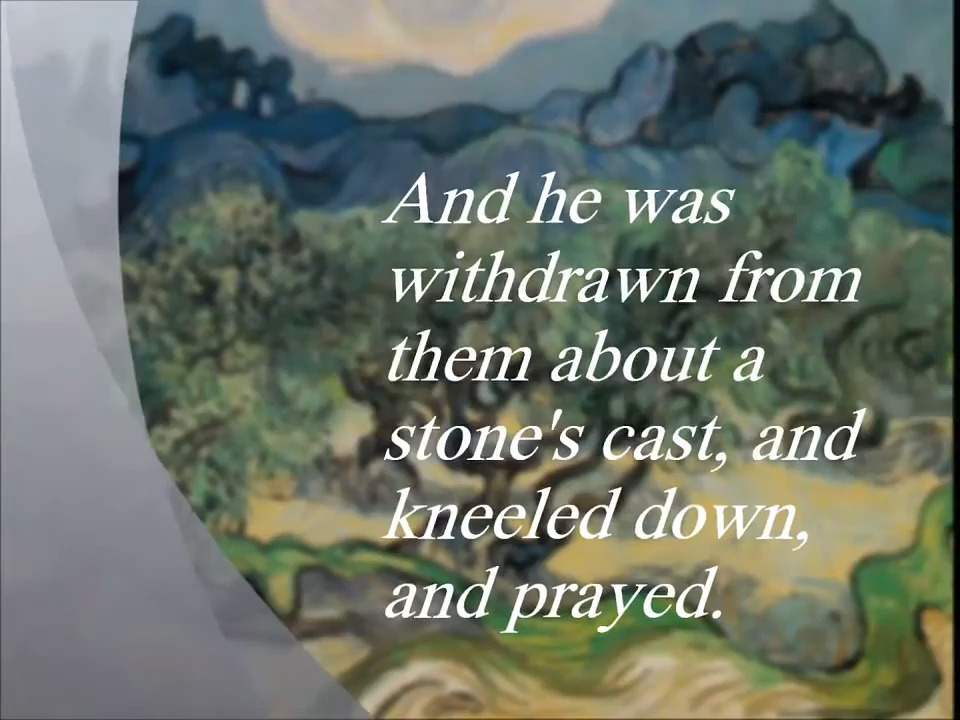 And he was
withdrawn from
them about a
stone's cast, and
kneeled down,
and prayed.